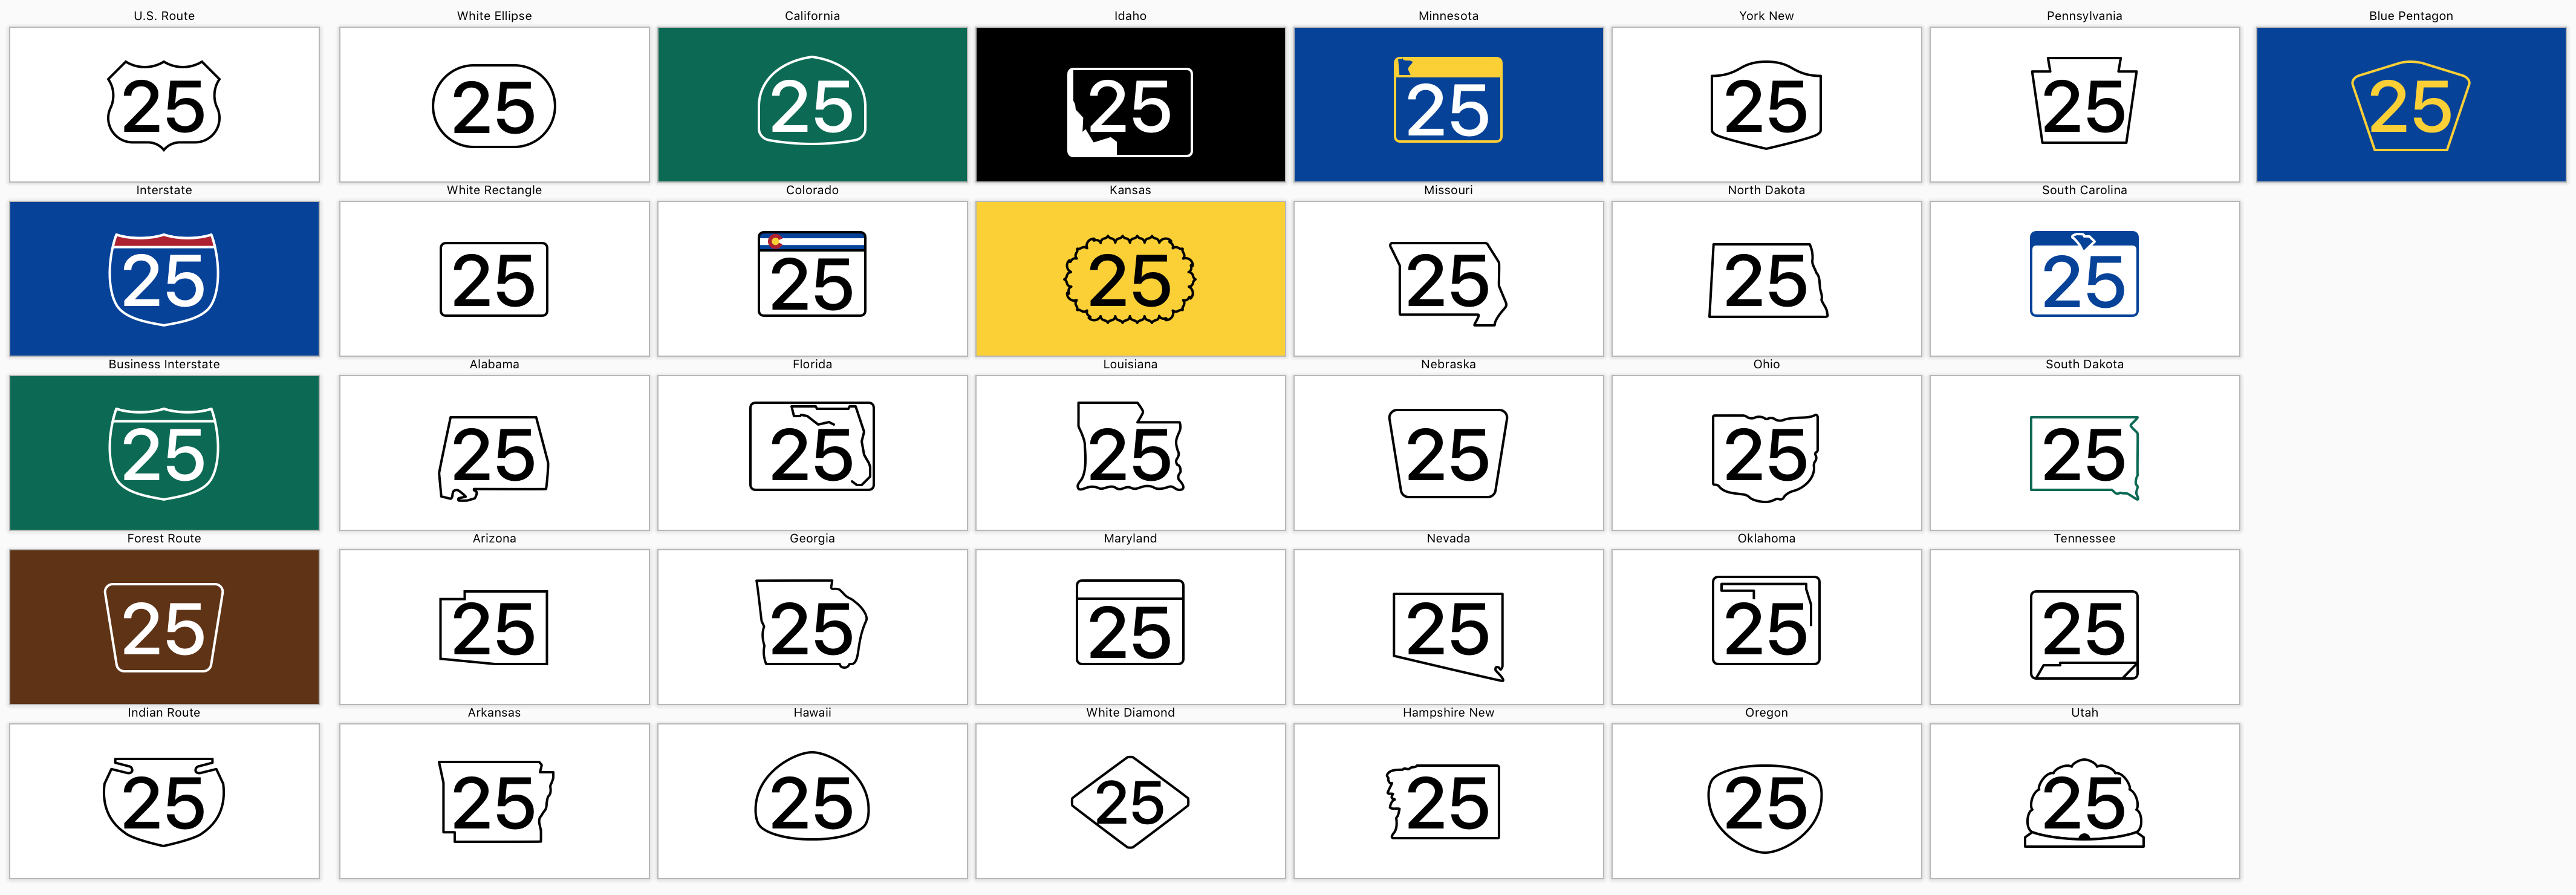 U.S. Route
25
White Ellipse
25
California
25
Idaho
25
Minnesota
25
York New
25
Pennsylvania
25
Blue Pentagon
25
Interstate
25
White Rectangle
25
Colorado
25
Kansas
25
Missouri
25
North Dakota
25
South Carolina
25
Business Interstate
25
Alabama
25
Florida
25
Louisiana
25
Nebraska
25
Ohio
25
South Dakota
25
Forest Route
25
Arizona
25
Georgia
25
Maryland
25
Nevada
25
Oklahoma
25
Tennessee
25
Indian Route
25
Arkansas
25
Hawaii
25
White Diamond
25
Hampshire New
25
Oregon
25
Utah
25